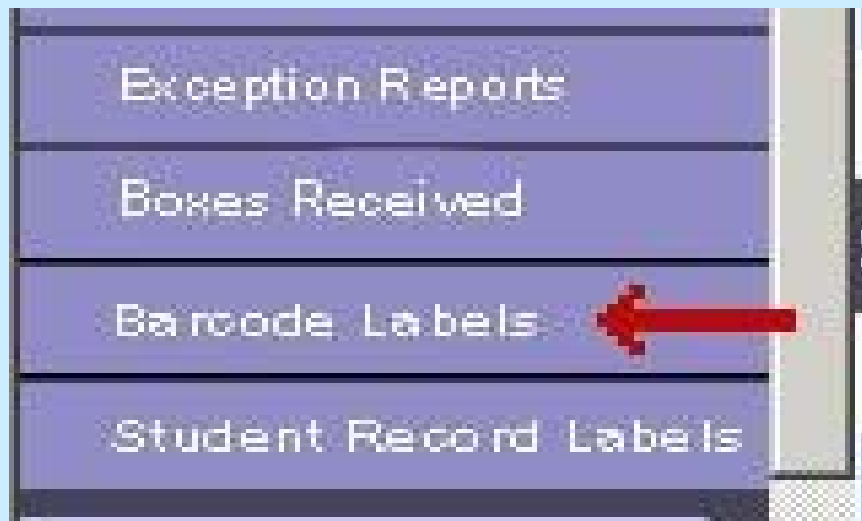 Exception Reports
Boxes Received
Barcode Labels
Student Record Labels